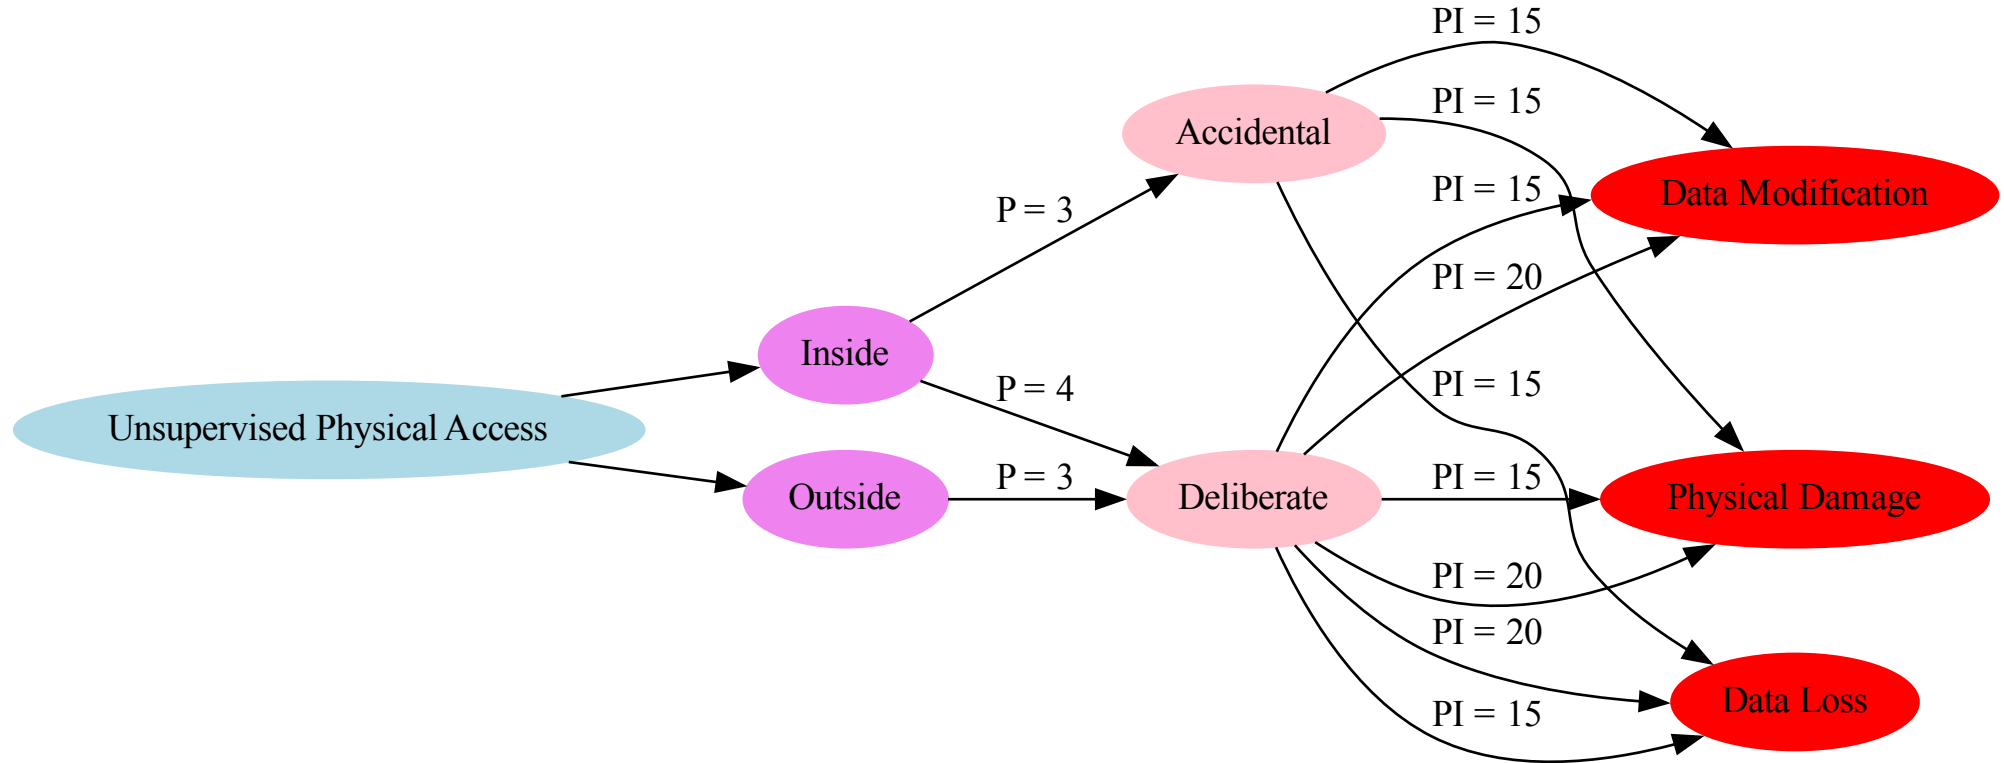 Unsupervised Physical Access
Inside
Outside
P = 3
P = 4
P = 3
Accidental
Deliberate
PI = 15
PI = 15
PI = 15
PI = 20
PI = 15
PI = 15
PI = 20
PI = 20
PI = 15
Data Modification
Physical Damage
Data Loss